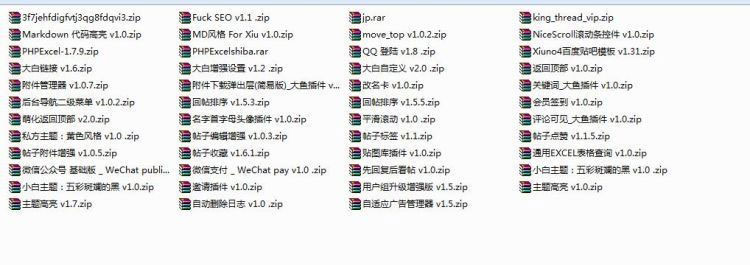 3f7jehfdigfvtj3qg8fdqvi3.zip Fuck SEO v1.1 .zip jp.rar king_thread_vip.zip
Markdown 代码高亮 v1.0.zip MD风格 For Xiu v1.0.zip move_top v1.0.2.zip NiceScroll滚动条控件 v1.0.zip
PHPExcel-1.7.9.zip PHPExcelshiba.rar QQ 登陆 v1.8 .zip Xiuno4百度贴吧模板 v1.31.zip
大白链接 v1.6.zip 大白增强设置 v1.2 .zip 大白自定义 v2.0 .zip 返回顶部 v1.0.zip
附件管理器 v1.0.7.zip 附件下载弹出层(简易版)_大鱼插件 v... 改名卡 v1.0.zip 关键词_大鱼插件 v1.0.zip
后台导航二级菜单 v1.0.2.zip 回帖排序 v1.5.3.zip 回帖排序 v1.5.5.zip 会员签到 v1.0.zip
萌化返回顶部 v2.0.zip 名字首字母头像插件 v1.0.zip 平滑滚动 v1.0 .zip 评论可见_大鱼插件 v1.0.zip
私方主题：黄色风格 v1.0 .zip 帖子编辑增强 v1.0.3.zip 帖子标签 v1.1.zip 帖子点赞 v1.1.5.zip
帖子附件增强 v1.0.5.zip 帖子收藏 v1.6.1.zip 贴图库插件 v1.0.zip 通用EXCEL表格查询 v1.0.zip
微信公众号 基础版 _ WeChat publi... 微信支付 _ WeChat pay v1.0 .zip 先回复后看帖 v1.0.zip 小白主题：五彩斑斓的黑 v1.0 .zip
小白主题：五彩斑斓的黑 v1.0.zip 邀请插件 v1.0.zip 用户组升级增强版 v1.5.zip 主题高亮 v1.0.zip
主题高亮 v1.7.zip 自动删除日志 v1.0.zip 自适应广告管理器 v1.5.zip